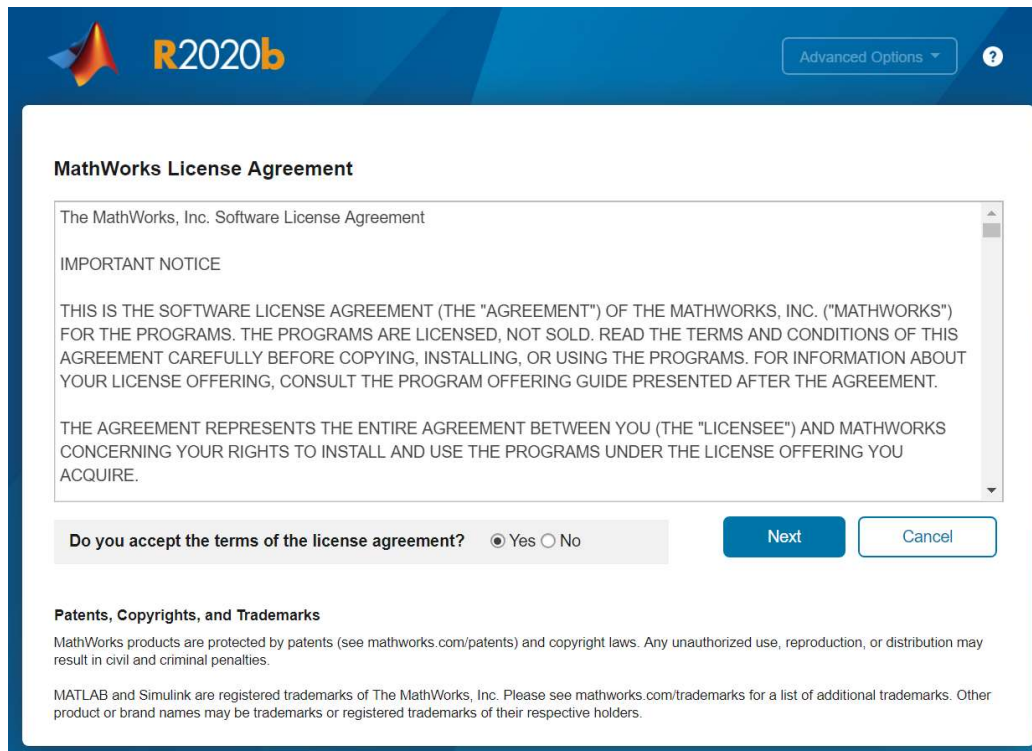 R2020b
Advanced Options
?
MathWorks License Agreement
The MathWorks, Inc. Software License Agreement
IMPORTANT NOTICE
THIS IS THE SOFTWARE LICENSE AGREEMENT (THE "AGREEMENT") OF THE MATHWORKS, INC. ("MATHWORKS")
FOR THE PROGRAMS. THE PROGRAMS ARE LICENSED, NOT SOLD. READ THE TERMS AND CONDITIONS OF THIS
AGREEMENT CAREFULLY BEFORE COPYING, INSTALLING, OR USING THE PROGRAMS. FOR INFORMATION ABOUT
YOUR LICENSE OFFERING, CONSULT THE PROGRAM OFFERING GUIDE PRESENTED AFTER THE AGREEMENT.
THE AGREEMENT REPRESENTS THE ENTIRE AGREEMENT BETWEEN YOU (THE "LICENSEE") AND MATHWORKS
CONCERNING YOUR RIGHTS TO INSTALL AND USE THE PROGRAMS UNDER THE LICENSE OFFERING YOU
ACQUIRE.
Do you accept the terms of the license agreement? Yes No
Next Cancel
Patents, Copyrights, and Trademarks
MathWorks products are protected by patents (see mathworks.com/patents) and copyright laws. Any unauthorized use, reproduction, or distribution may
result in civil and criminal penalties.
MATLAB and Simulink are registered trademarks of The MathWorks, Inc. Please see mathworks.com/trademarks for a list of additional trademarks. Other
product or brand names may be trademarks or registered trademarks of their respective holders.